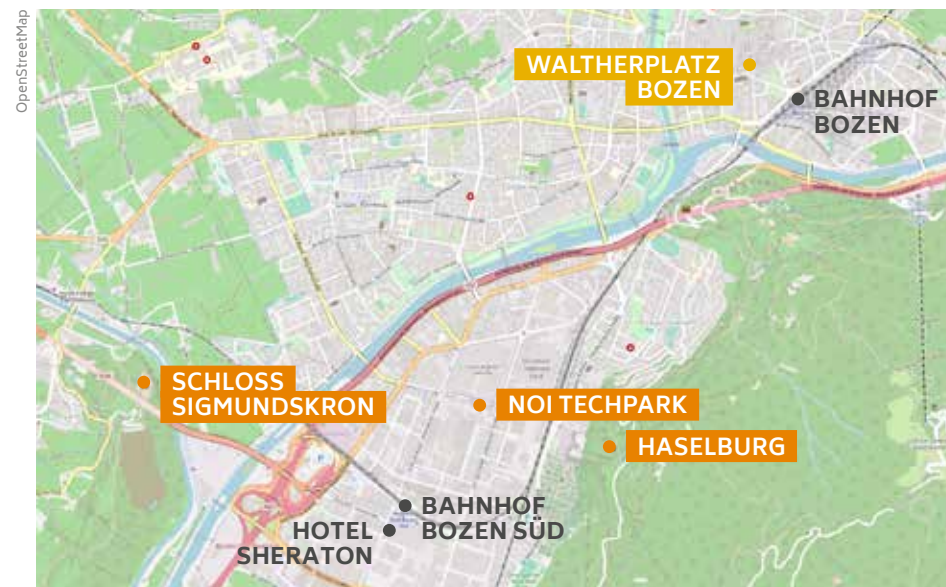 OpenStreetMap
WALTHERPLATZ
BOZEN
BAHNHOF
BOZEN
SCHLOSS
SIGMUNDSKRON
NOI TECHPARK
HASELBURG
BAHNHOF
BOZEN SÜD
HOTEL
SHERATON